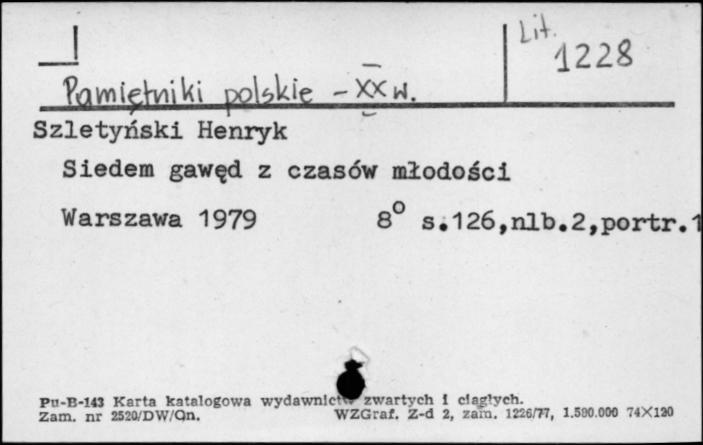 Lit.
1228
Pamiętniki polskie - XX w.
Szletyński Henryk
Siedem gawęd z czasów młodości
Warszawa 1979 8° s.126,nlb.2,portr.1
Pu-B-143 Karta katalogowa wydawnictw zwartych i ciągłych.
Zam. nr 2520/DW/Qn. WZGraf. Z-d 2, zam. 1226/77, 1.500.000 74X120